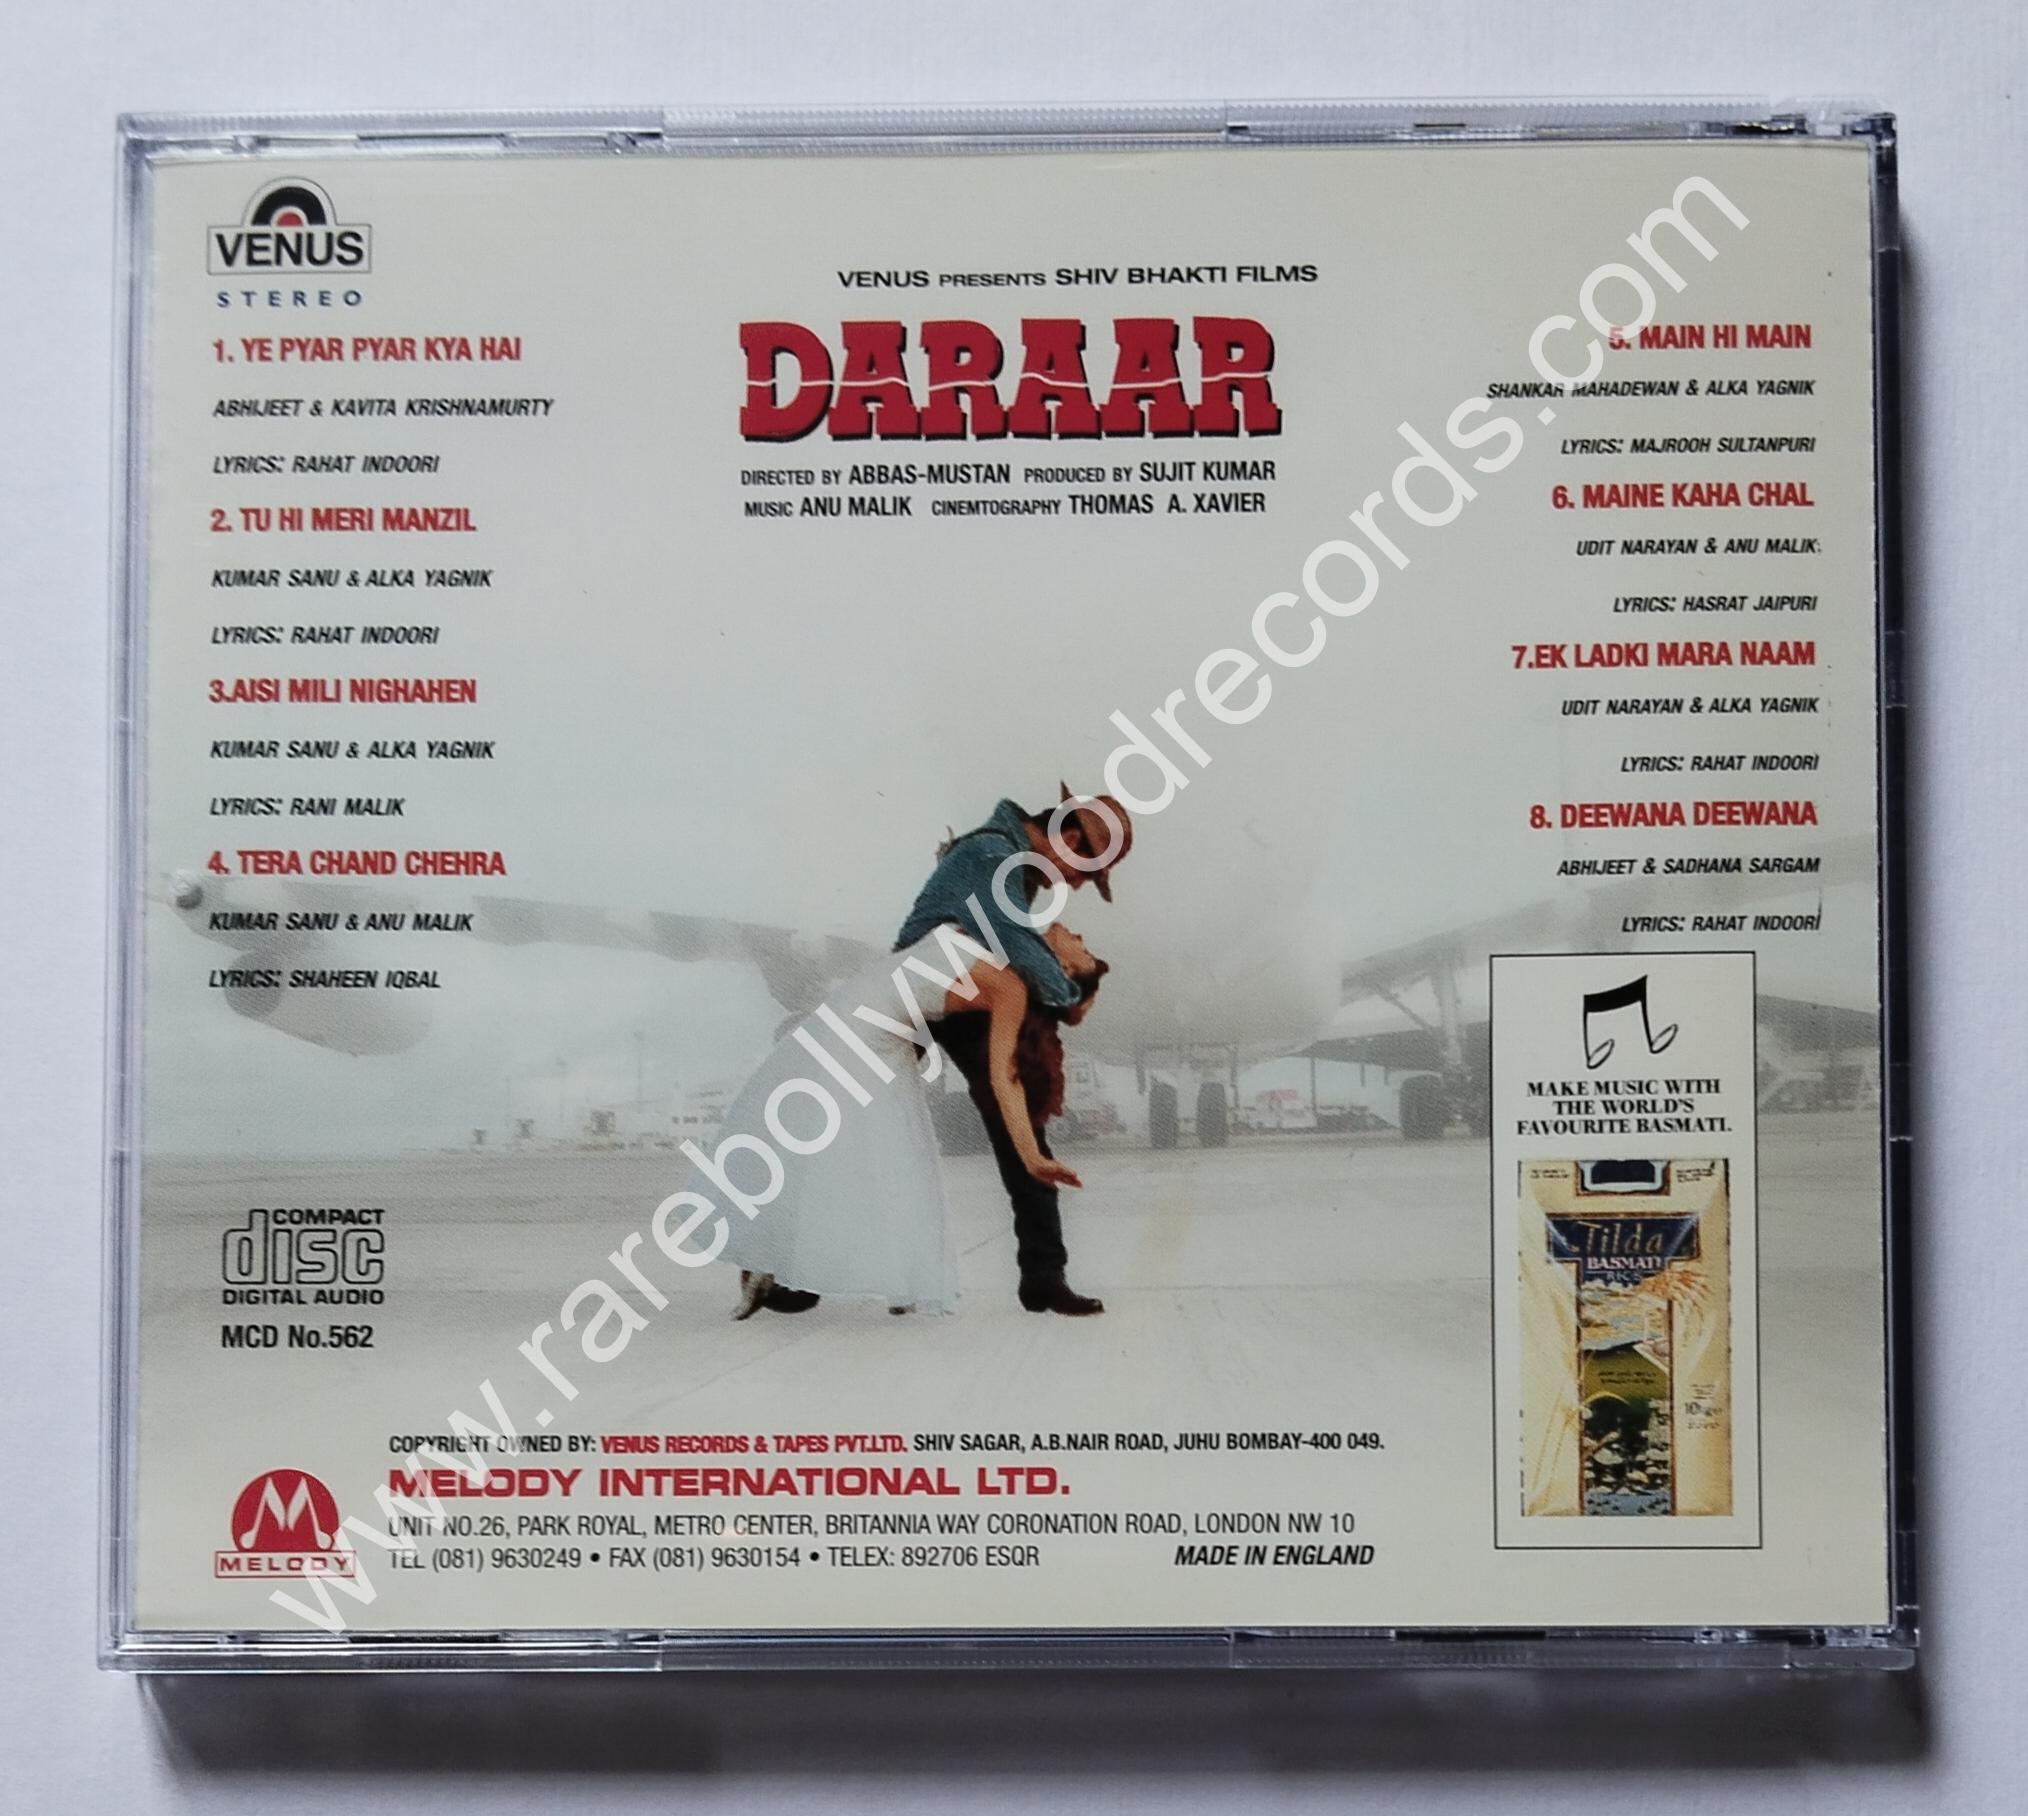 VENUS
STEREO
VENUS PRESENTS SHIV BHAKTI FILMS
DARAAR
DIRECTED BY ABBAS-MUSTAN PRODUCED BY SUJIT KUMAR
MUSIC ANU MALIK CINEMTOGRAPHY THOMAS A. XAVIER
1. YE PYAR PYAR KYA HAI
ABHIJEET & KAVITA KRISHNAMURTY
LYRICS: RAHAT INDOORI
2. TU HI MERI MANZIL
KUMAR SANU & ALKA YAGNIK
LYRICS: RAHAT INDOORI
3.AISI MILI NIGHAHEN
KUMAR SANU & ALKA YAGNIK
LYRICS: RANI MALIK
4. TERA CHAND CHEHRA
KUMAR SANU & ANU MALIK
LYRICS: SHAHEEN IQBAL
5. MAIN HI MAIN
SHANKAR MAHADEWAN & ALKA YAGNIK
LYRICS: MAJROOH SULTANPURI
6. MAINE KAHA CHAL
UDIT NARAYAN & ANU MALIK
LYRICS: HASRAT JAIPURI
7.EK LADKI MARA NAAM
UDIT NARAYAN & ALKA YAGNIK
LYRICS: RAHAT INDOORI
8. DEEWANA DEEWANA
ABHIJEET & SADHANA SARGAM
LYRICS: RAHAT INDOORI
MAKE MUSIC WITH
THE WORLD'S
FAVOURITE BASMATI.
Tilda
BASMATI
RICE
COMPACT
disc
DIGITAL AUDIO
MCD No.562
COPYRIGHT OWNED BY: VENUS RECORDS & TAPES PVT.LTD. SHIV SAGAR, A.B.NAIR ROAD, JUHU BOMBAY-400 049.
MELODY INTERNATIONAL LTD.
UNIT NO.26, PARK ROYAL, METRO CENTER, BRITANNIA WAY CORONATION ROAD, LONDON NW 10
TEL (081) 9630249 • FAX (081) 9630154 • TELEX: 892706 ESQR MADE IN ENGLAND
MELODY
www.rarebollywoodrecords.com